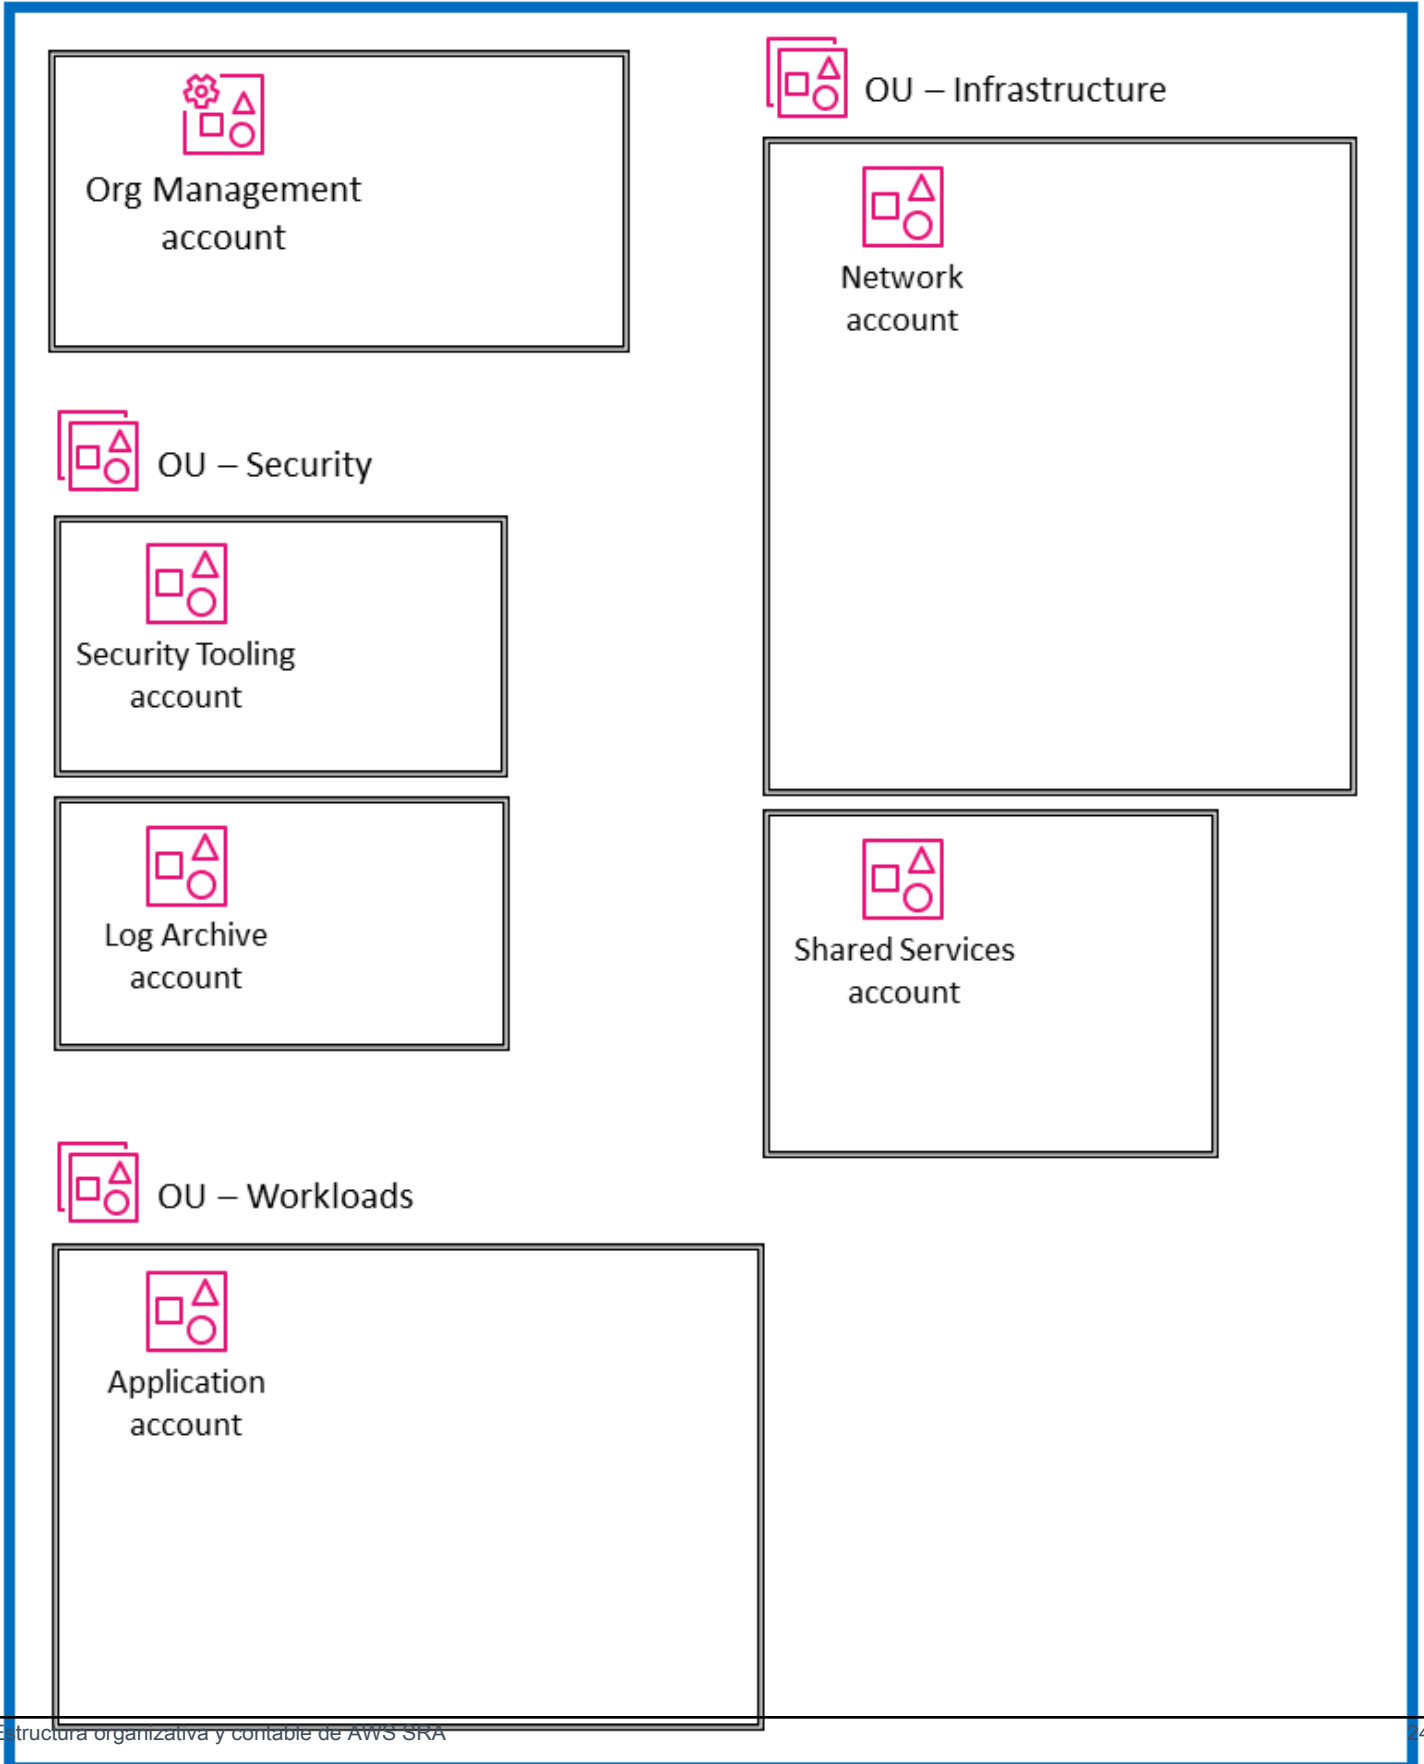 Org Management
account
OU – Security
Security Tooling
account
Log Archive
account
OU – Workloads
Application
account
OU – Infrastructure
Network
account
Shared Services
account
Estructura organizativa y contable de AWS SRA
24